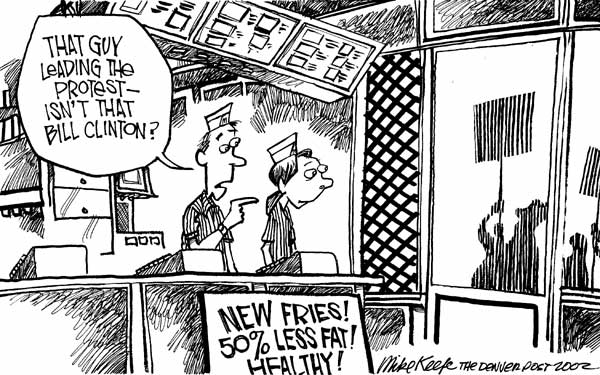 THAT GUY
LEADING THE
PROTEST—
ISN'T THAT
BILL CLINTON?
NEW FRIES!
50% LESS FAT!
HEALTHY!
Mike Keefe THE DENVER POST 2002